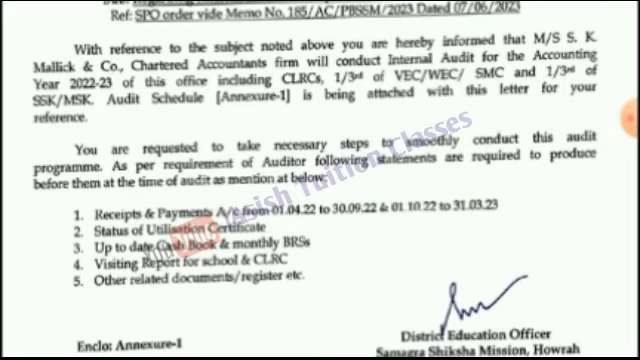 Ref: SPO order vide Memo No. 185/AC/PBSSM/2023 Dated 07/06/2023
With reference to the subject noted above you are hereby informed that M/S S. K.
Mallick & Co., Chartered Accountants firm will conduct Internal Audit for the Accounting
Year 2022-23 of this office including CLRCs, 1/3rd of VEC/WEC/ SMC and 1/3rd of
SSK/MSK. Audit Schedule [Annexure-1] is being attached with this letter for your
reference.
You are requested to take necessary steps to smoothly conduct this audit
programme. As per requirement of Auditor following statements are required to produce
before them at the time of audit as mention at below:
1. Receipts & Payments A/c from 01.04.22 to 30.09.22 & 01.10.22 to 31.03.23
2. Status of Utilisation Certificate
3. Up to date Cash Book & monthly BRSs
4. Visiting Report for school & CLRC
5. Other related documents/register etc.
Tuition Classes
Enclo: Annexure-1
District Education Officer
Samagra Shiksha Mission, Howrah